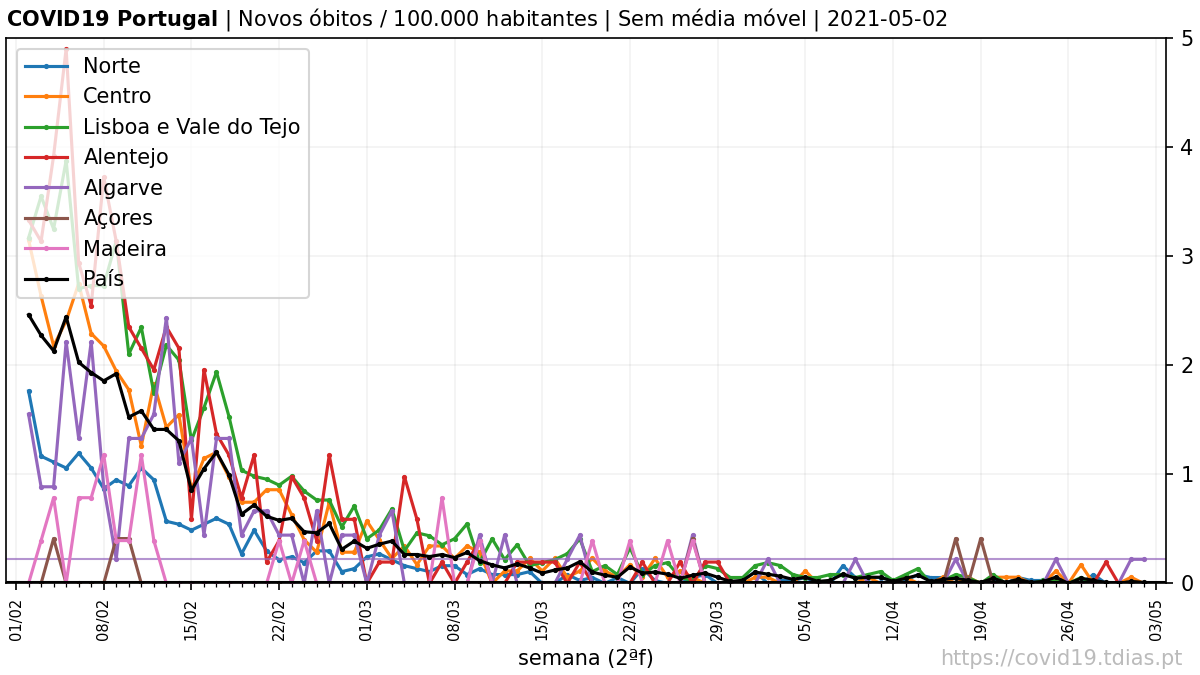 COVID19 Portugal | Novos óbitos / 100.000 habitantes | Sem média móvel | 2021-05-02
Norte
Centro
Lisboa e Vale do Tejo
Alentejo
Algarve
Açores
Madeira
País
5
4
3
2
1
0
01/02
08/02
15/02
22/02
01/03
08/03
15/03
22/03
29/03
05/04
12/04
19/04
26/04
03/05
semana (2ªf)
https://covid19.tdias.pt